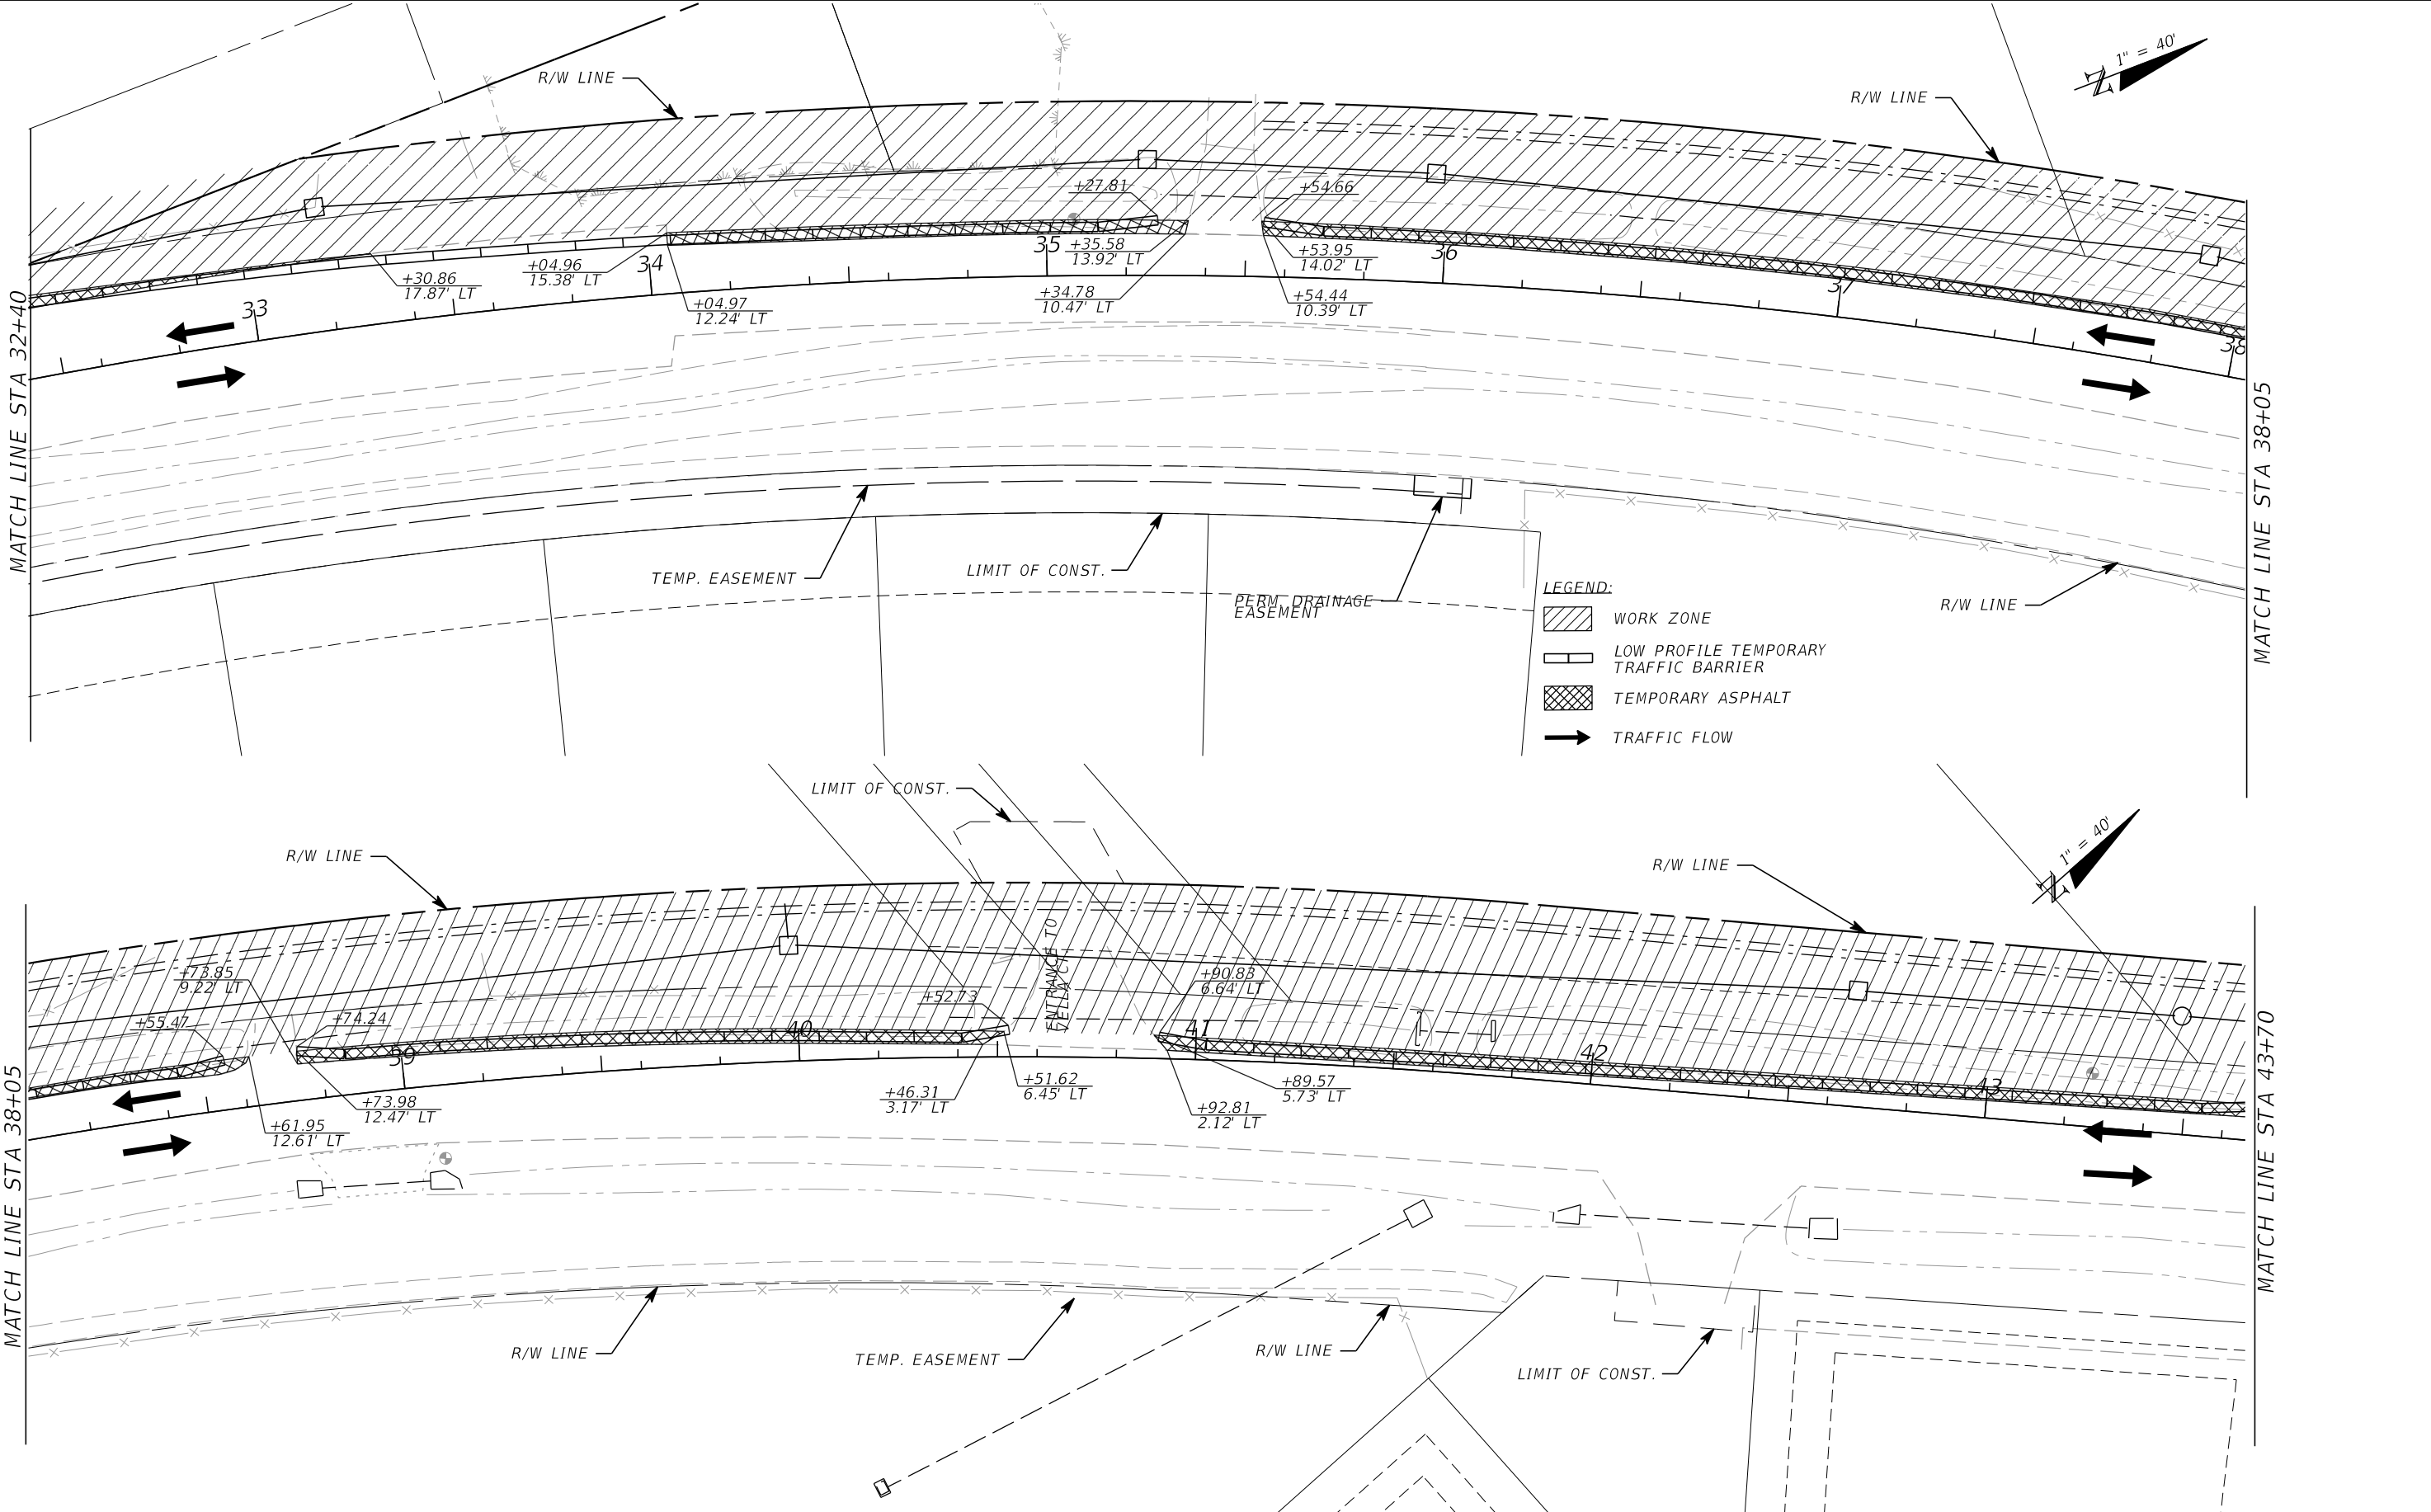 1" = 40'
R/W LINE
R/W LINE
+27.81
+54.66
35
+35.58
13.92' LT
+53.95
14.02' LT
36
34
+04.96
15.38' LT
+30.86
17.87' LT
37
+34.78
10.47' LT
+54.44
10.39' LT
33
+04.97
12.24' LT
38
MATCH LINE STA 32+40
MATCH LINE STA 38+05
TEMP. EASEMENT
LIMIT OF CONST.
PERM. DRAINAGE
EASEMENT
R/W LINE
LEGEND:
WORK ZONE
LOW PROFILE TEMPORARY
TRAFFIC BARRIER
TEMPORARY ASPHALT
TRAFFIC FLOW
LIMIT OF CONST.
1" = 40'
R/W LINE
R/W LINE
ENTRANCE TO
+73.85
9.22' LT
+90.83
6.64' LT
+52.73
+55.47
+74.24
40
41
39
42
43
+46.31
3.17' LT
+51.62
6.45' LT
+89.57
5.73' LT
+73.98
12.47' LT
+92.81
2.12' LT
+61.95
12.61' LT
MATCH LINE STA 38+05
MATCH LINE STA 43+70
R/W LINE
TEMP. EASEMENT
R/W LINE
LIMIT OF CONST.